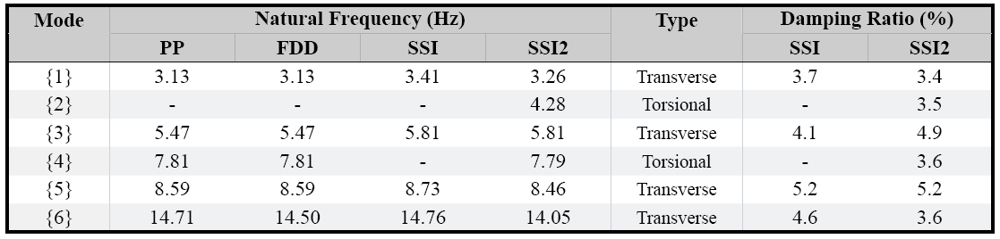 Mode Natural Frequency (Hz) Type Damping Ratio (%)
PP FDD SSI SSI2 SSI SSI2
{1} 3.13 3.13 3.41 3.26 Transverse 3.7 3.4
{2} - - - 4.28 Torsional - 3.5
{3} 5.47 5.47 5.81 5.81 Transverse 4.1 4.9
{4} 7.81 7.81 - 7.79 Torsional - 3.6
{5} 8.59 8.59 8.73 8.46 Transverse 5.2 5.2
{6} 14.71 14.50 14.76 14.05 Transverse 4.6 3.6